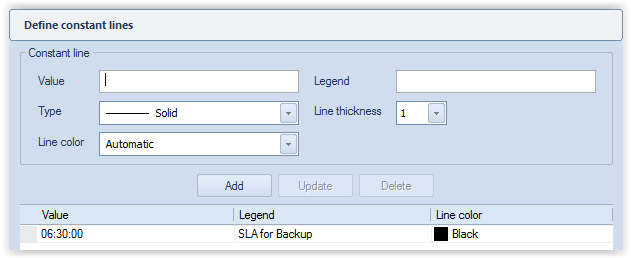 Define constant lines
Constant line
Value Legend
Type Solid Line thickness 1
Line color Automatic
Add Update Delete
Value Legend Line color
06:30:00 SLA for Backup Black